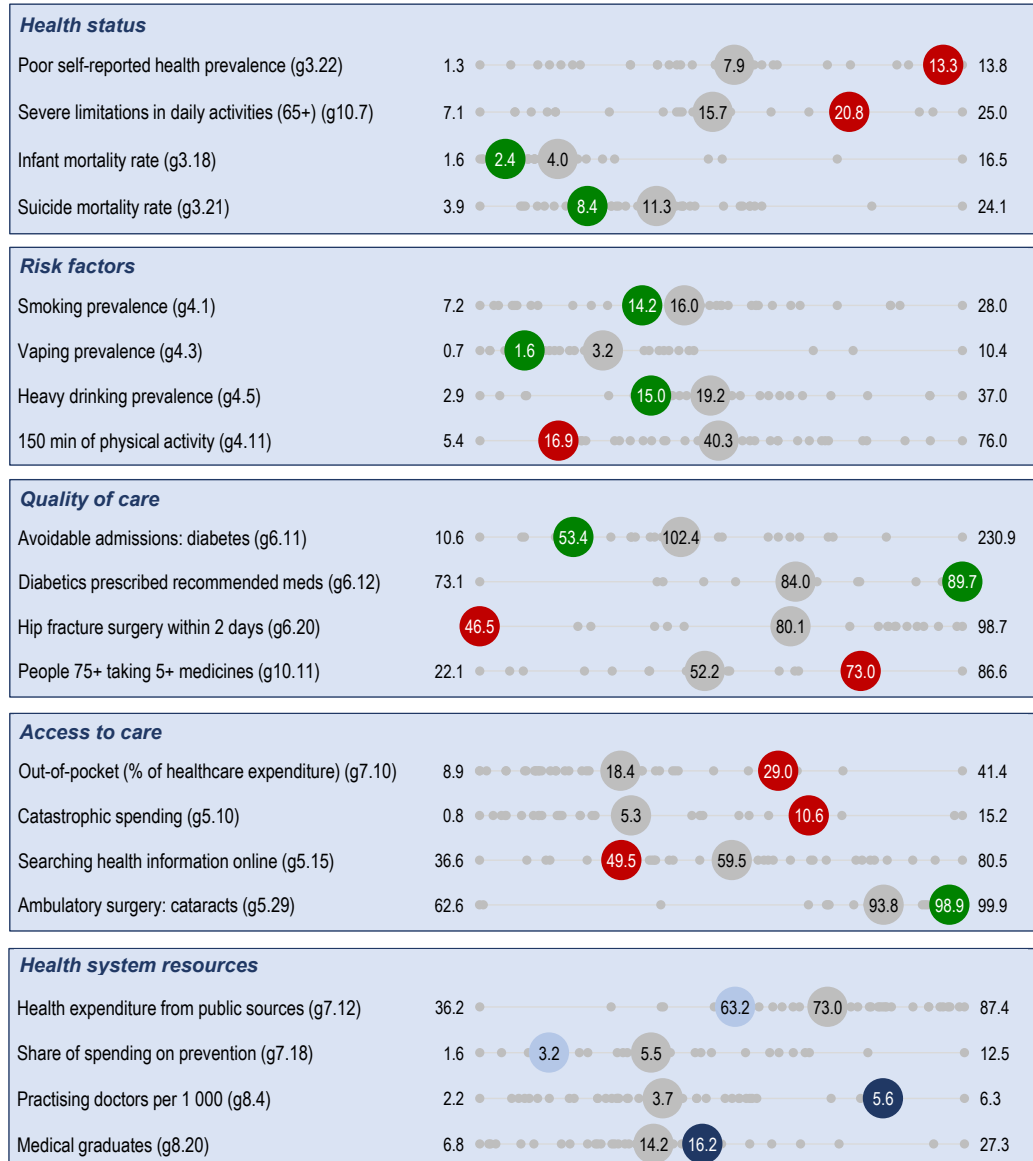 Health status
Poor self-reported health prevalence (g3.22) 1.3 7.9 13.3 13.8
Severe limitations in daily activities (65+) (g10.7) 7.1 15.7 20.8 25.0
Infant mortality rate (g3.18) 1.6 2.4 4.0 16.5
Suicide mortality rate (g3.21) 3.9 8.4 11.3 24.1
Risk factors
Smoking prevalence (g4.1) 7.2 14.2 16.0 28.0
Vaping prevalence (g4.3) 0.7 1.6 3.2 10.4
Heavy drinking prevalence (g4.5) 2.9 15.0 19.2 37.0
150 min of physical activity (g4.11) 5.4 16.9 40.3 76.0
Quality of care
Avoidable admissions: diabetes (g6.11) 10.6 53.4 102.4 230.9
Diabetics prescribed recommended meds (g6.12) 73.1 84.0 89.7
Hip fracture surgery within 2 days (g6.20) 46.5 80.1 98.7
People 75+ taking 5+ medicines (g10.11) 22.1 52.2 73.0 86.6
Access to care
Out-of-pocket (% of healthcare expenditure) (g7.10) 8.9 18.4 29.0 41.4
Catastrophic spending (g5.10) 0.8 5.3 10.6 15.2
Searching health information online (g5.15) 36.6 49.5 59.5 80.5
Ambulatory surgery: cataracts (g5.29) 62.6 93.8 98.9 99.9
Health system resources
Health expenditure from public sources (g7.12) 36.2 63.2 73.0 87.4
Share of spending on prevention (g7.18) 1.6 3.2 5.5 12.5
Practising doctors per 1 000 (g8.4) 2.2 3.7 5.6 6.3
Medical graduates (g8.20) 6.8 14.2 16.2 27.3